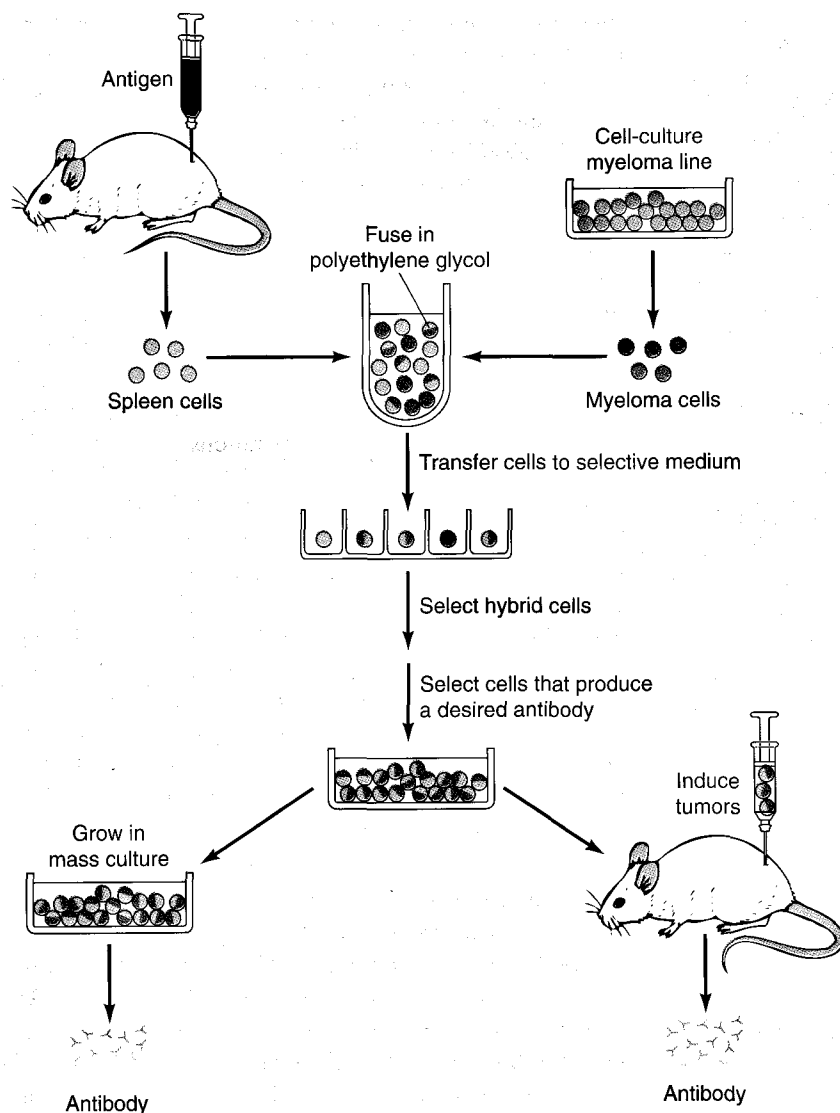 Antigen
Cell-culture
myeloma line
Fuse in
polyethylene glycol
Spleen cells
Myeloma cells
Transfer cells to selective medium
Select hybrid cells
Select cells that produce
a desired antibody
Induce
tumors
Grow in
mass culture
Antibody
Antibody